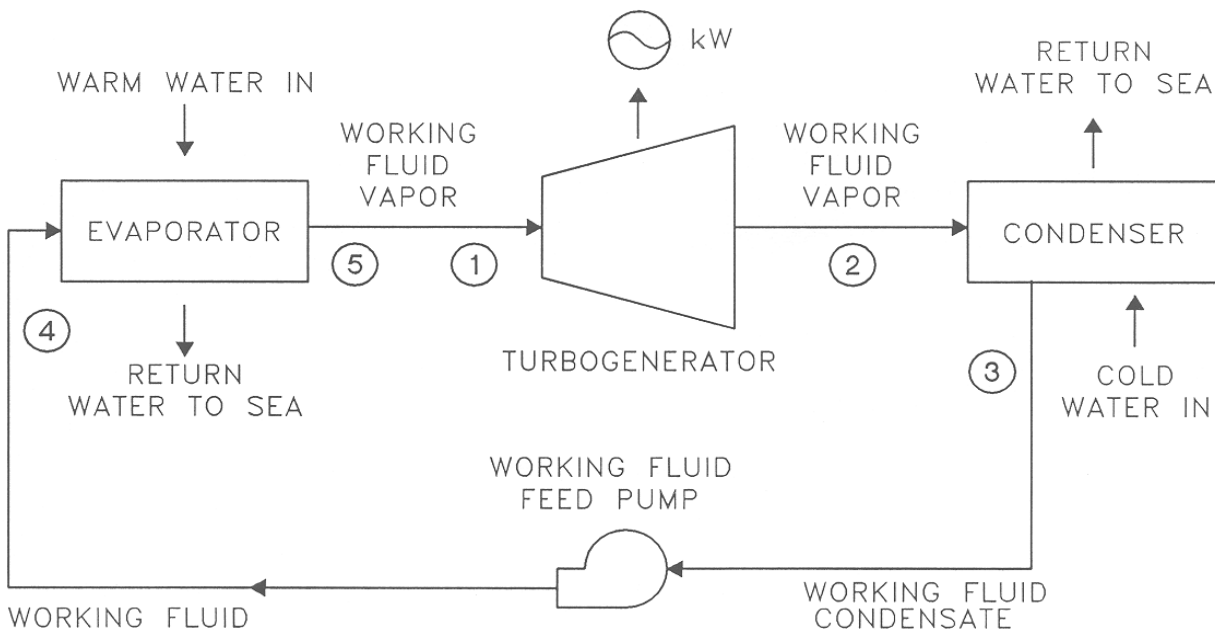 kW
WARM WATER IN
RETURN
WATER TO SEA
WORKING
FLUID
VAPOR
WORKING
FLUID
VAPOR
EVAPORATOR
CONDENSER
5
1
2
4
TURBOGENERATOR
3
RETURN
WATER TO SEA
COLD
WATER IN
WORKING FLUID
FEED PUMP
WORKING FLUID
WORKING FLUID
CONDENSATE